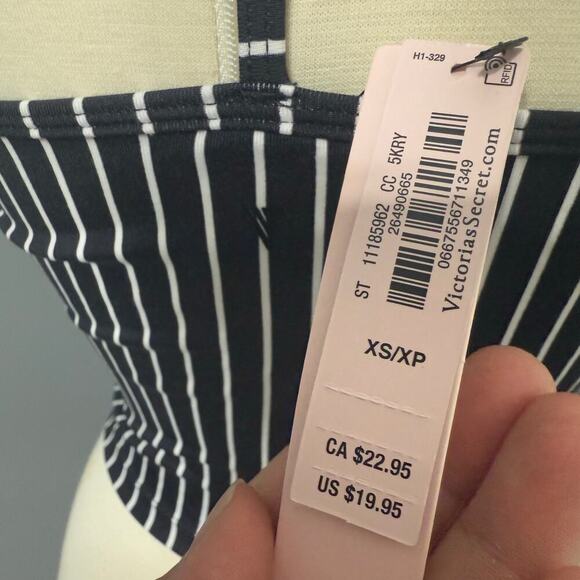 H1-329
RFID
ST 11185962 CC 5KRY
26490665
0667556711349
VictoriasSecret.com
XS/XP
CA $22.95
US $19.95